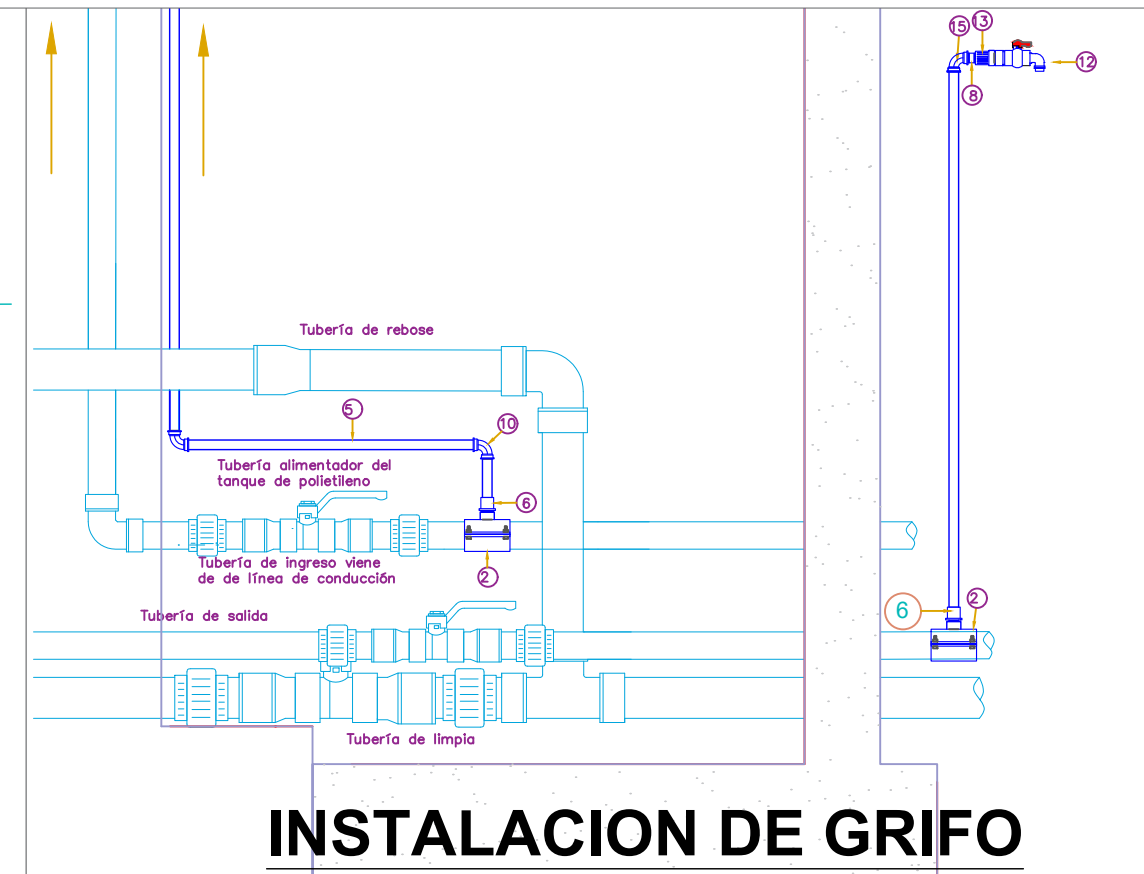 15
13
12
8
Tubería de rebose
5
10
Tubería alimentador del
tanque de polietileno
6
Tubería de ingreso viene
de de línea de conducción
2
Tubería de salida
6
2
Tubería de limpia
INSTALACION DE GRIFO